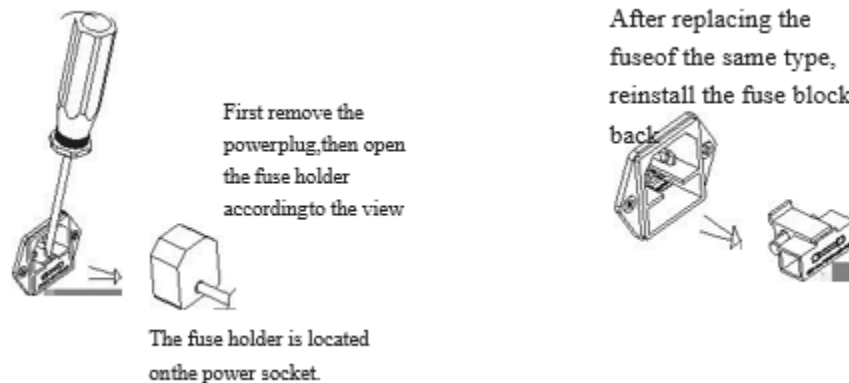 First remove the
powerplug,then open
the fuse holder
accordingto the view
The fuse holder is located
onthe power socket.
After replacing the
fuseof the same type,
reinstall the fuse block
back